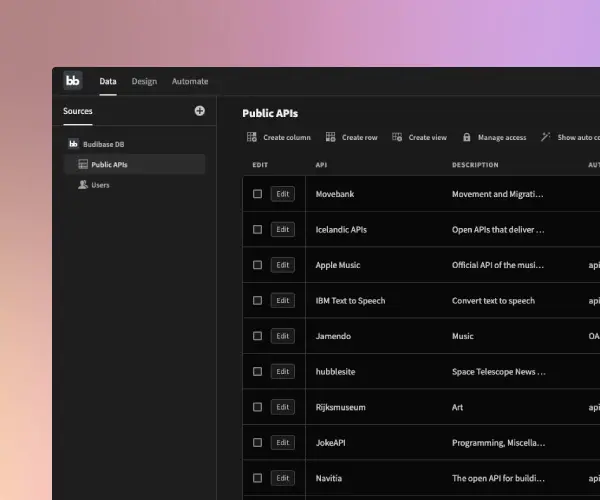 bb Data Design Automate
Sources
Public APIs
Create column Create row Create view Manage access Show auto co
bb Budibase DB
Public APIs
Users
EDIT API DESCRIPTION AUT
Edit Movebank Movement and Migrati...
Edit Icelandic APIs Open APIs that deliver ...
Edit Apple Music Official API of the musi... api
Edit IBM Text to Speech Convert text to speech api
Edit Jamendo Music OA
Edit hubblesite Space Telescope News ...
Edit Rijksmuseum Art api
Edit JokeAPI Programming, Miscella...
Edit Navitia The open API for buildi... api